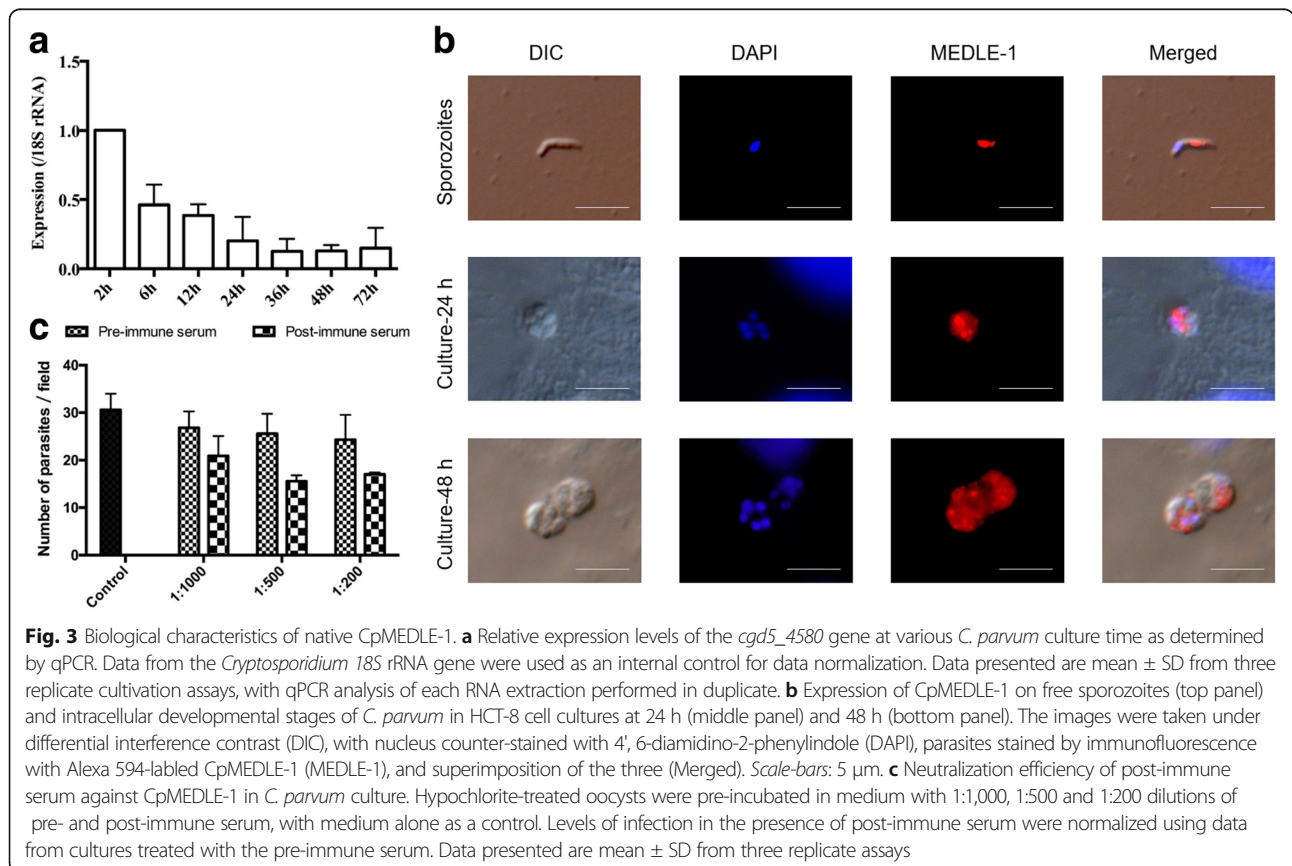 a
Expression (/18S rRNA)
1.5
1.0
0.5
0.0
2h
6h
12h
24h
36h
48h
72h
b
DIC
DAPI
MEDLE-1
Merged
Sporozoites
Culture-24 h
Culture-48 h
c
Pre-immune serum
Post-immune serum
Number of parasites / field
40
30
20
10
0
Control
1:1000
1:500
1:200
Fig. 3 Biological characteristics of native CpMEDLE-1. a Relative expression levels of the cgd5_4580 gene at various C. parvum culture time as determined
by qPCR. Data from the Cryptosporidium 18S rRNA gene were used as an internal control for data normalization. Data presented are mean ± SD from three
replicate cultivation assays, with qPCR analysis of each RNA extraction performed in duplicate. b Expression of CpMEDLE-1 on free sporozoites (top panel)
and intracellular developmental stages of C. parvum in HCT-8 cell cultures at 24 h (middle panel) and 48 h (bottom panel). The images were taken under
differential interference contrast (DIC), with nucleus counter-stained with 4', 6-diamidino-2-phenylindole (DAPI), parasites stained by immunofluorescence
with Alexa 594-labled CpMEDLE-1 (MEDLE-1), and superimposition of the three (Merged). Scale-bars: 5 μm. c Neutralization efficiency of post-immune
serum against CpMEDLE-1 in C. parvum culture. Hypochlorite-treated oocysts were pre-incubated in medium with 1:1,000, 1:500 and 1:200 dilutions of
pre- and post-immune serum, with medium alone as a control. Levels of infection in the presence of post-immune serum were normalized using data
from cultures treated with the pre-immune serum. Data presented are mean ± SD from three replicate assays